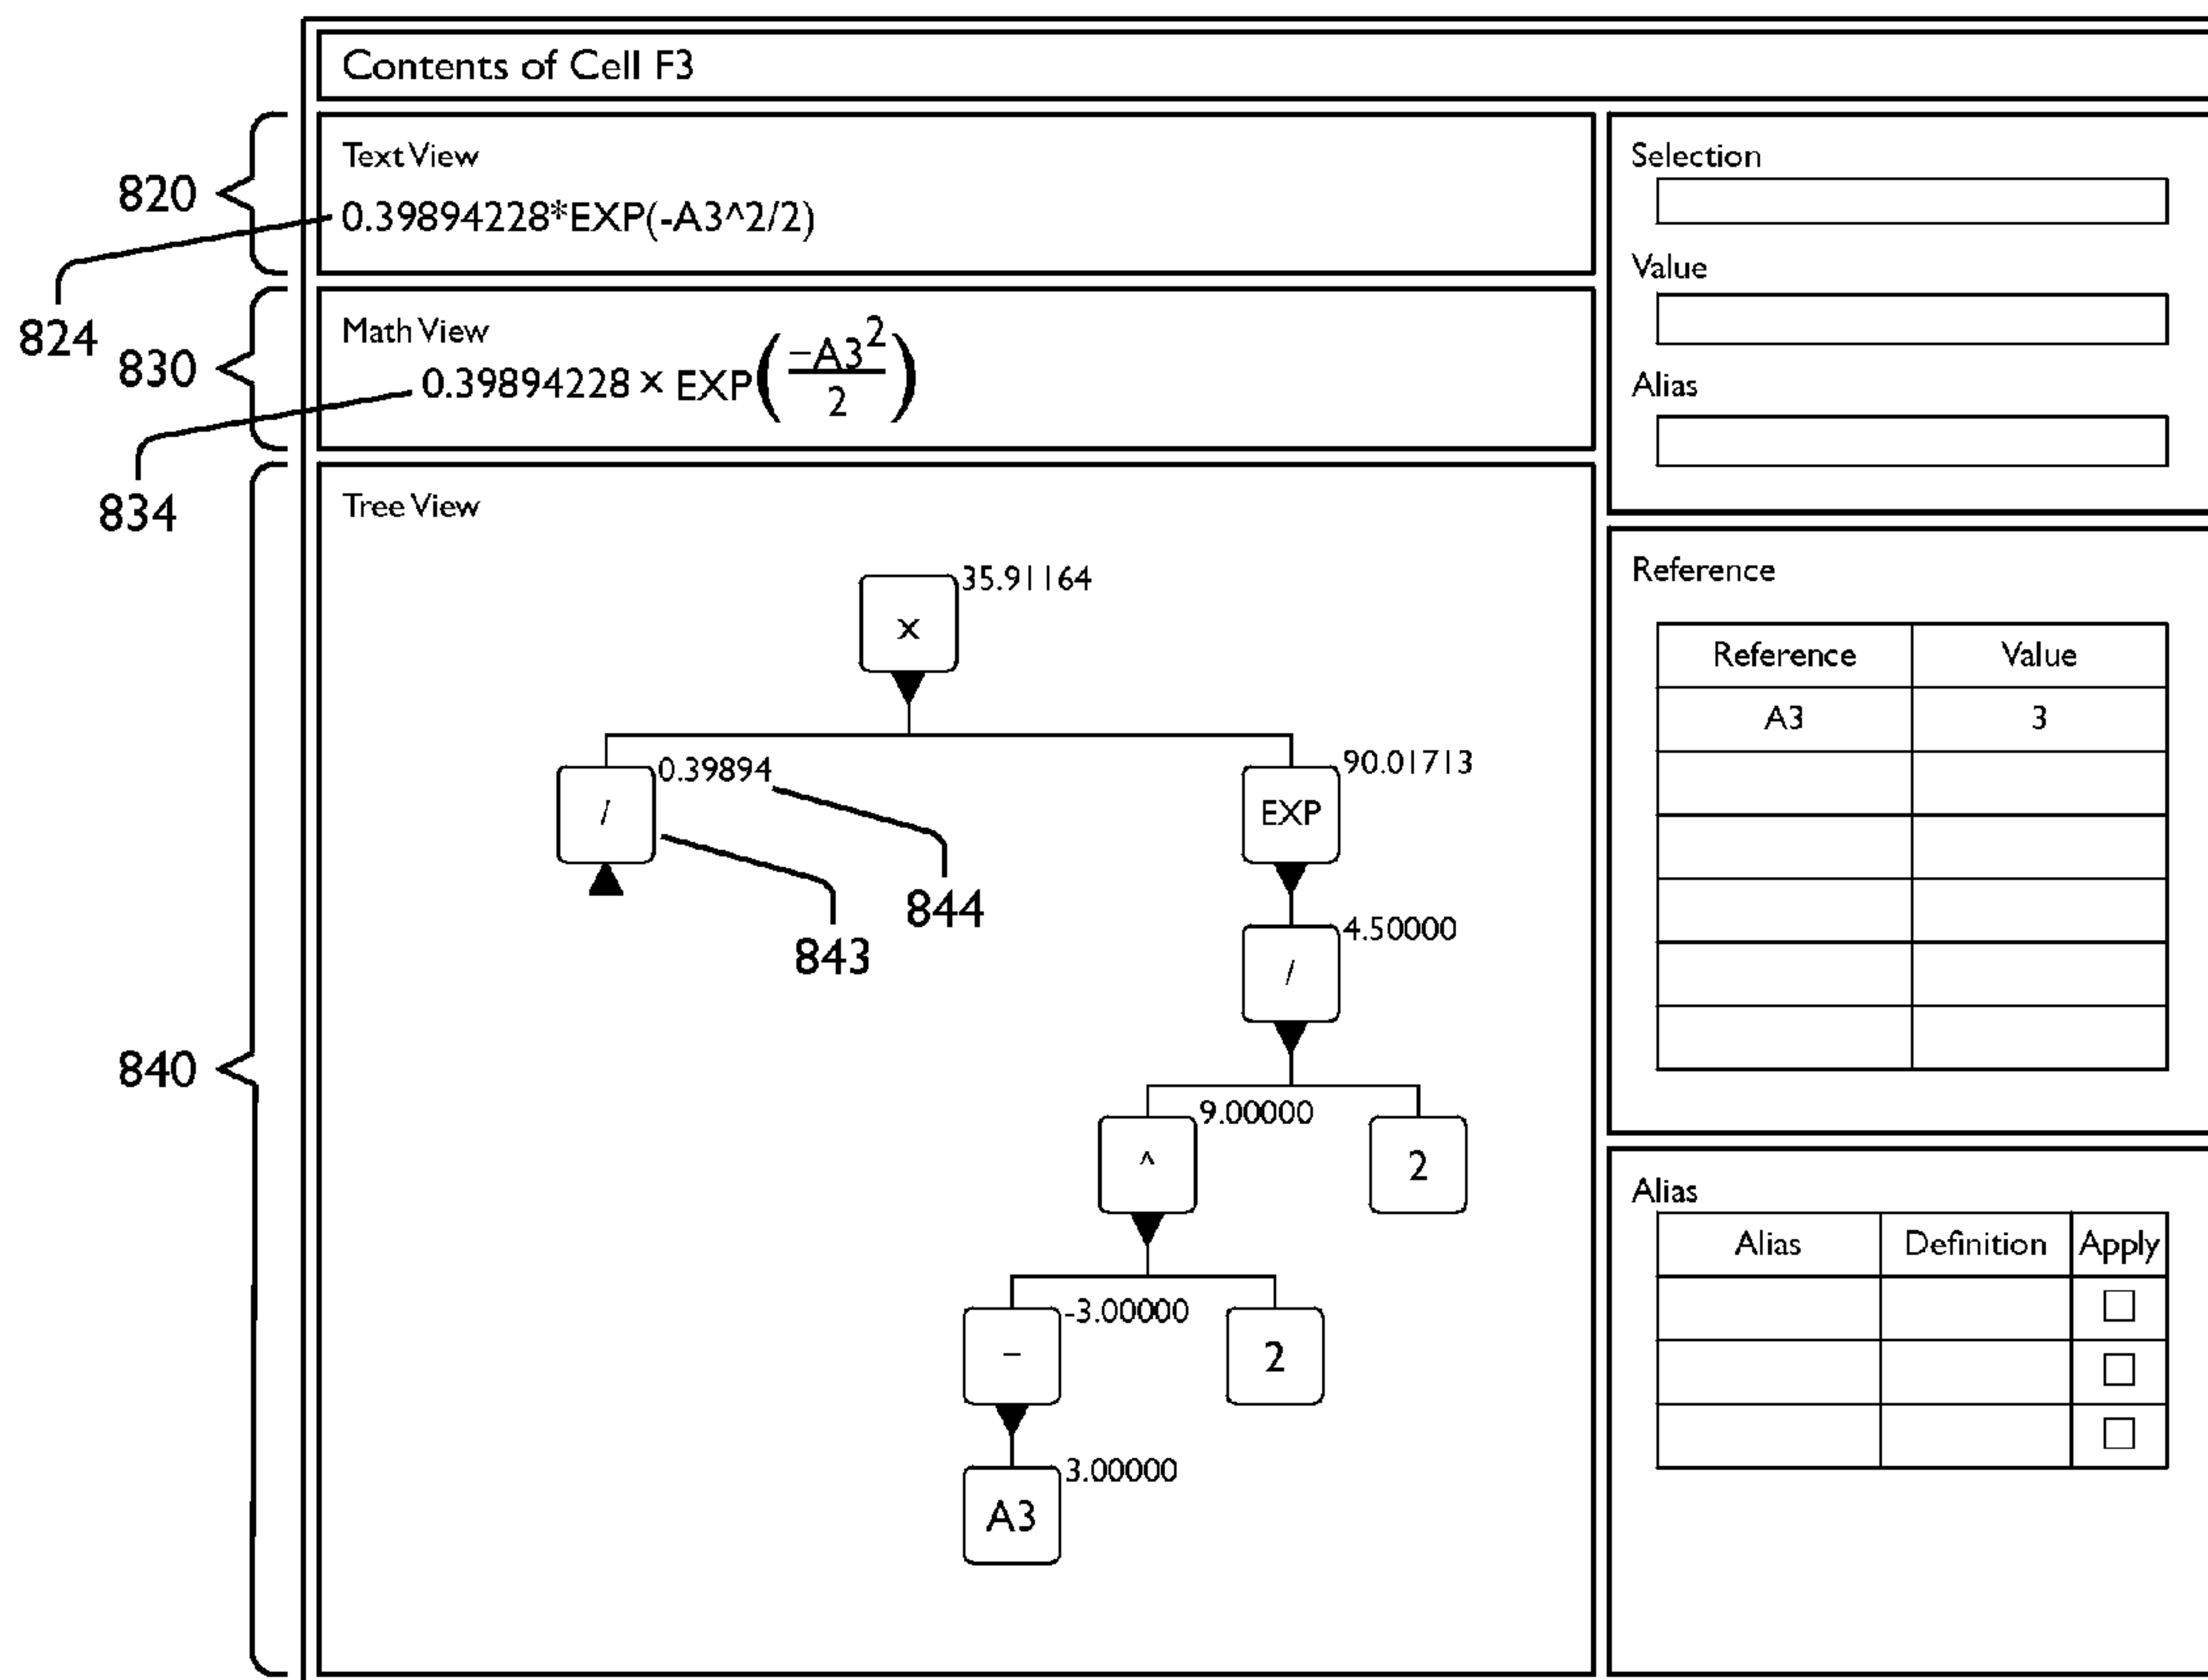 Contents of Cell F3
820
Text View
0.39894228*EXP(-A3^2/2)
824
830
Math View
0.39894228 × EXP(−A3²/2)
834
840
Tree View
35.91164
×
0.39894
/
843
844
90.01713
EXP
4.50000
/
9.00000
^
2
-3.00000
−
2
3.00000
A3
Selection
Value
Alias
Reference
Reference Value
A3 3
Alias
Alias Definition Apply